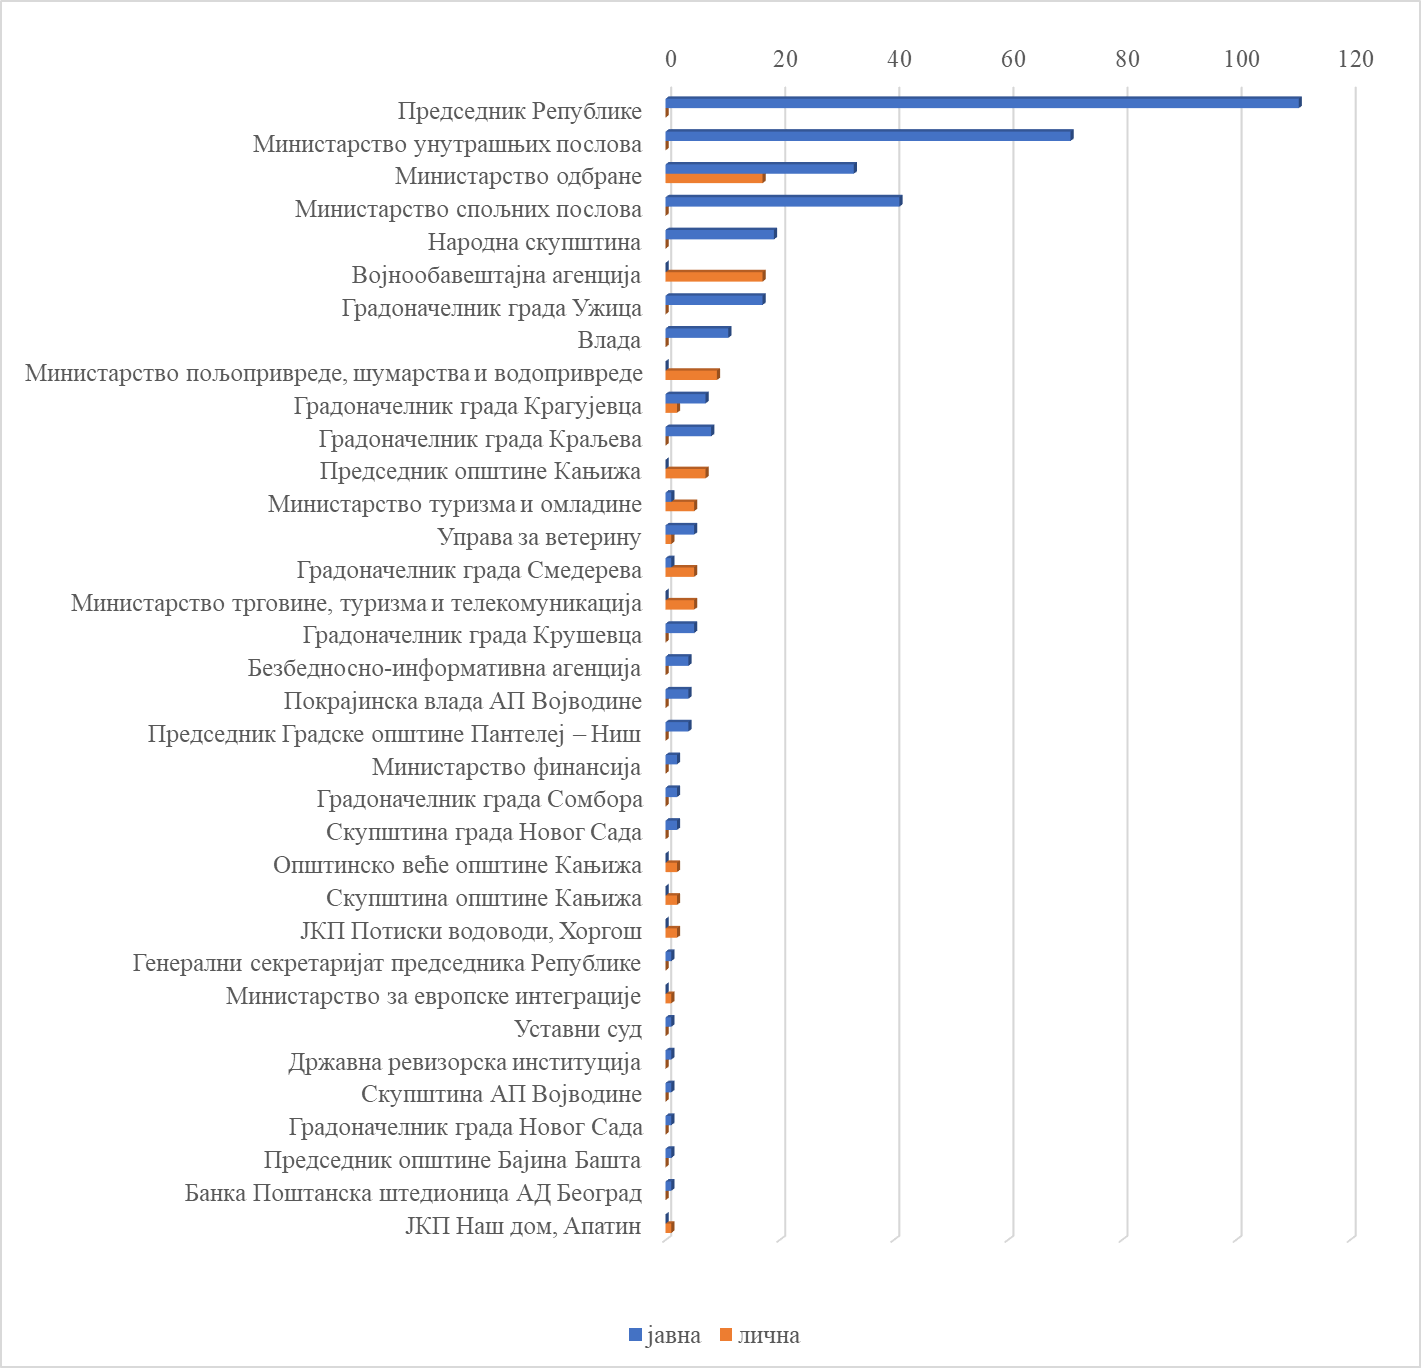 0 20 40 60 80 100 120
Председник Републике
Министарство унутрашњих послова
Министарство одбране
Министарство спољних послова
Народна скупштина
Војнообавештајна агенција
Градоначелник града Ужица
Влада
Министарство пољопривреде, шумарства и водопривреде
Градоначелник града Крагујевца
Градоначелник града Краљева
Председник општине Кањижа
Министарство туризма и омладине
Управа за ветерину
Градоначелник града Смедерева
Министарство трговине, туризма и телекомуникација
Градоначелник града Крушевца
Безбедносно-информативна агенција
Покрајинска влада АП Војводине
Председник Градске општине Пантелеј – Ниш
Министарство финансија
Градоначелник града Сомбора
Скупштина града Новог Сада
Општинско веће општине Кањижа
Скупштина општине Кањижа
ЈКП Потиски водоводи, Хоргош
Генерални секретаријат председника Републике
Министарство за европске интеграције
Уставни суд
Државна ревизорска институција
Скупштина АП Војводине
Градоначелник града Новог Сада
Председник општине Бајина Башта
Банка Поштанска штедионица АД Београд
ЈКП Наш дом, Апатин
јавна лична